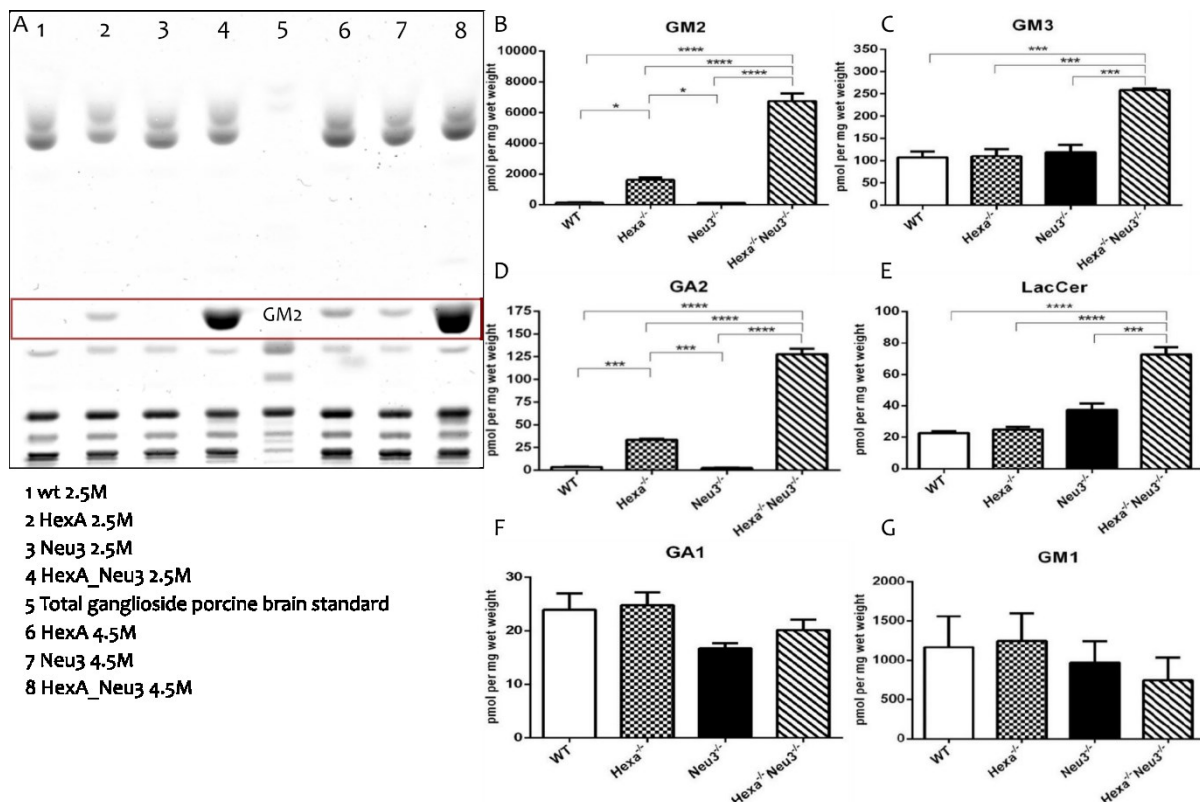 A 1 2 3 4 5 6 7 8
GM2
1 wt 2.5M
2 HexA 2.5M
3 Neu3 2.5M
4 HexA_Neu3 2.5M
5 Total ganglioside porcine brain standard
6 HexA 4.5M
7 Neu3 4.5M
8 HexA_Neu3 4.5M
B GM2
pmol per mg wet weight
10000
8000
6000
4000
2000
0
****
****
****
* *
WT Hexa-/- Neu3-/- Hexa-/-Neu3-/-
C GM3
pmol per mg wet weight
350
300
250
200
150
100
50
0
***
***
***
WT Hexa-/- Neu3-/- Hexa-/-Neu3-/-
D GA2
pmol per mg wet weight
175
150
125
100
75
50
25
0
****
****
****
*** ***
WT Hexa-/- Neu3-/- Hexa-/-Neu3-/-
E LacCer
pmol per mg wet weight
100
80
60
40
20
0
****
****
***
WT Hexa-/- Neu3-/- Hexa-/-Neu3-/-
F GA1
pmol per mg wet weight
30
20
10
0
WT Hexa-/- Neu3-/- Hexa-/-Neu3-/-
G GM1
pmol per mg wet weight
2000
1500
1000
500
0
WT Hexa-/- Neu3-/- Hexa-/-Neu3-/-